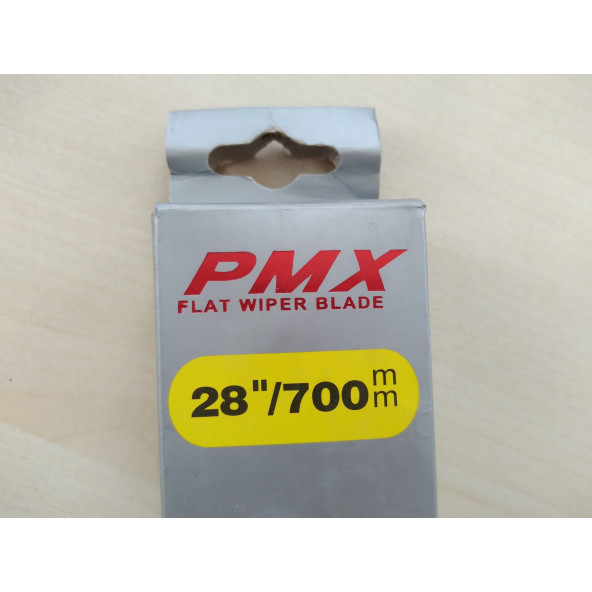 PMX
FLAT WIPER BLADE
28"/700mm